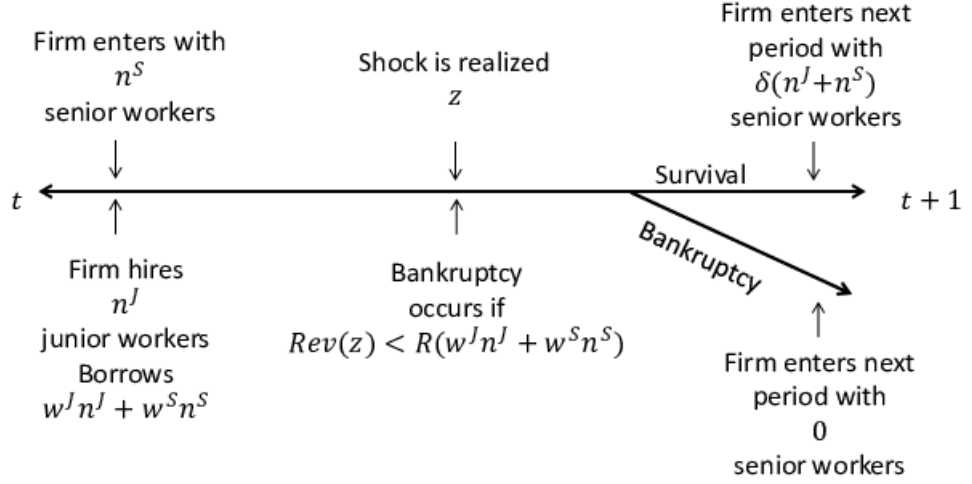 Firm enters with
n^S
senior workers
Shock is realized
z
Firm enters next
period with
δ(n^J+n^S)
senior workers
t
Survival
t + 1
Bankruptcy
Firm hires
n^J
junior workers
Borrows
w^J n^J + w^S n^S
Bankruptcy
occurs if
Rev(z) < R(w^J n^J + w^S n^S)
Firm enters next
period with
0
senior workers